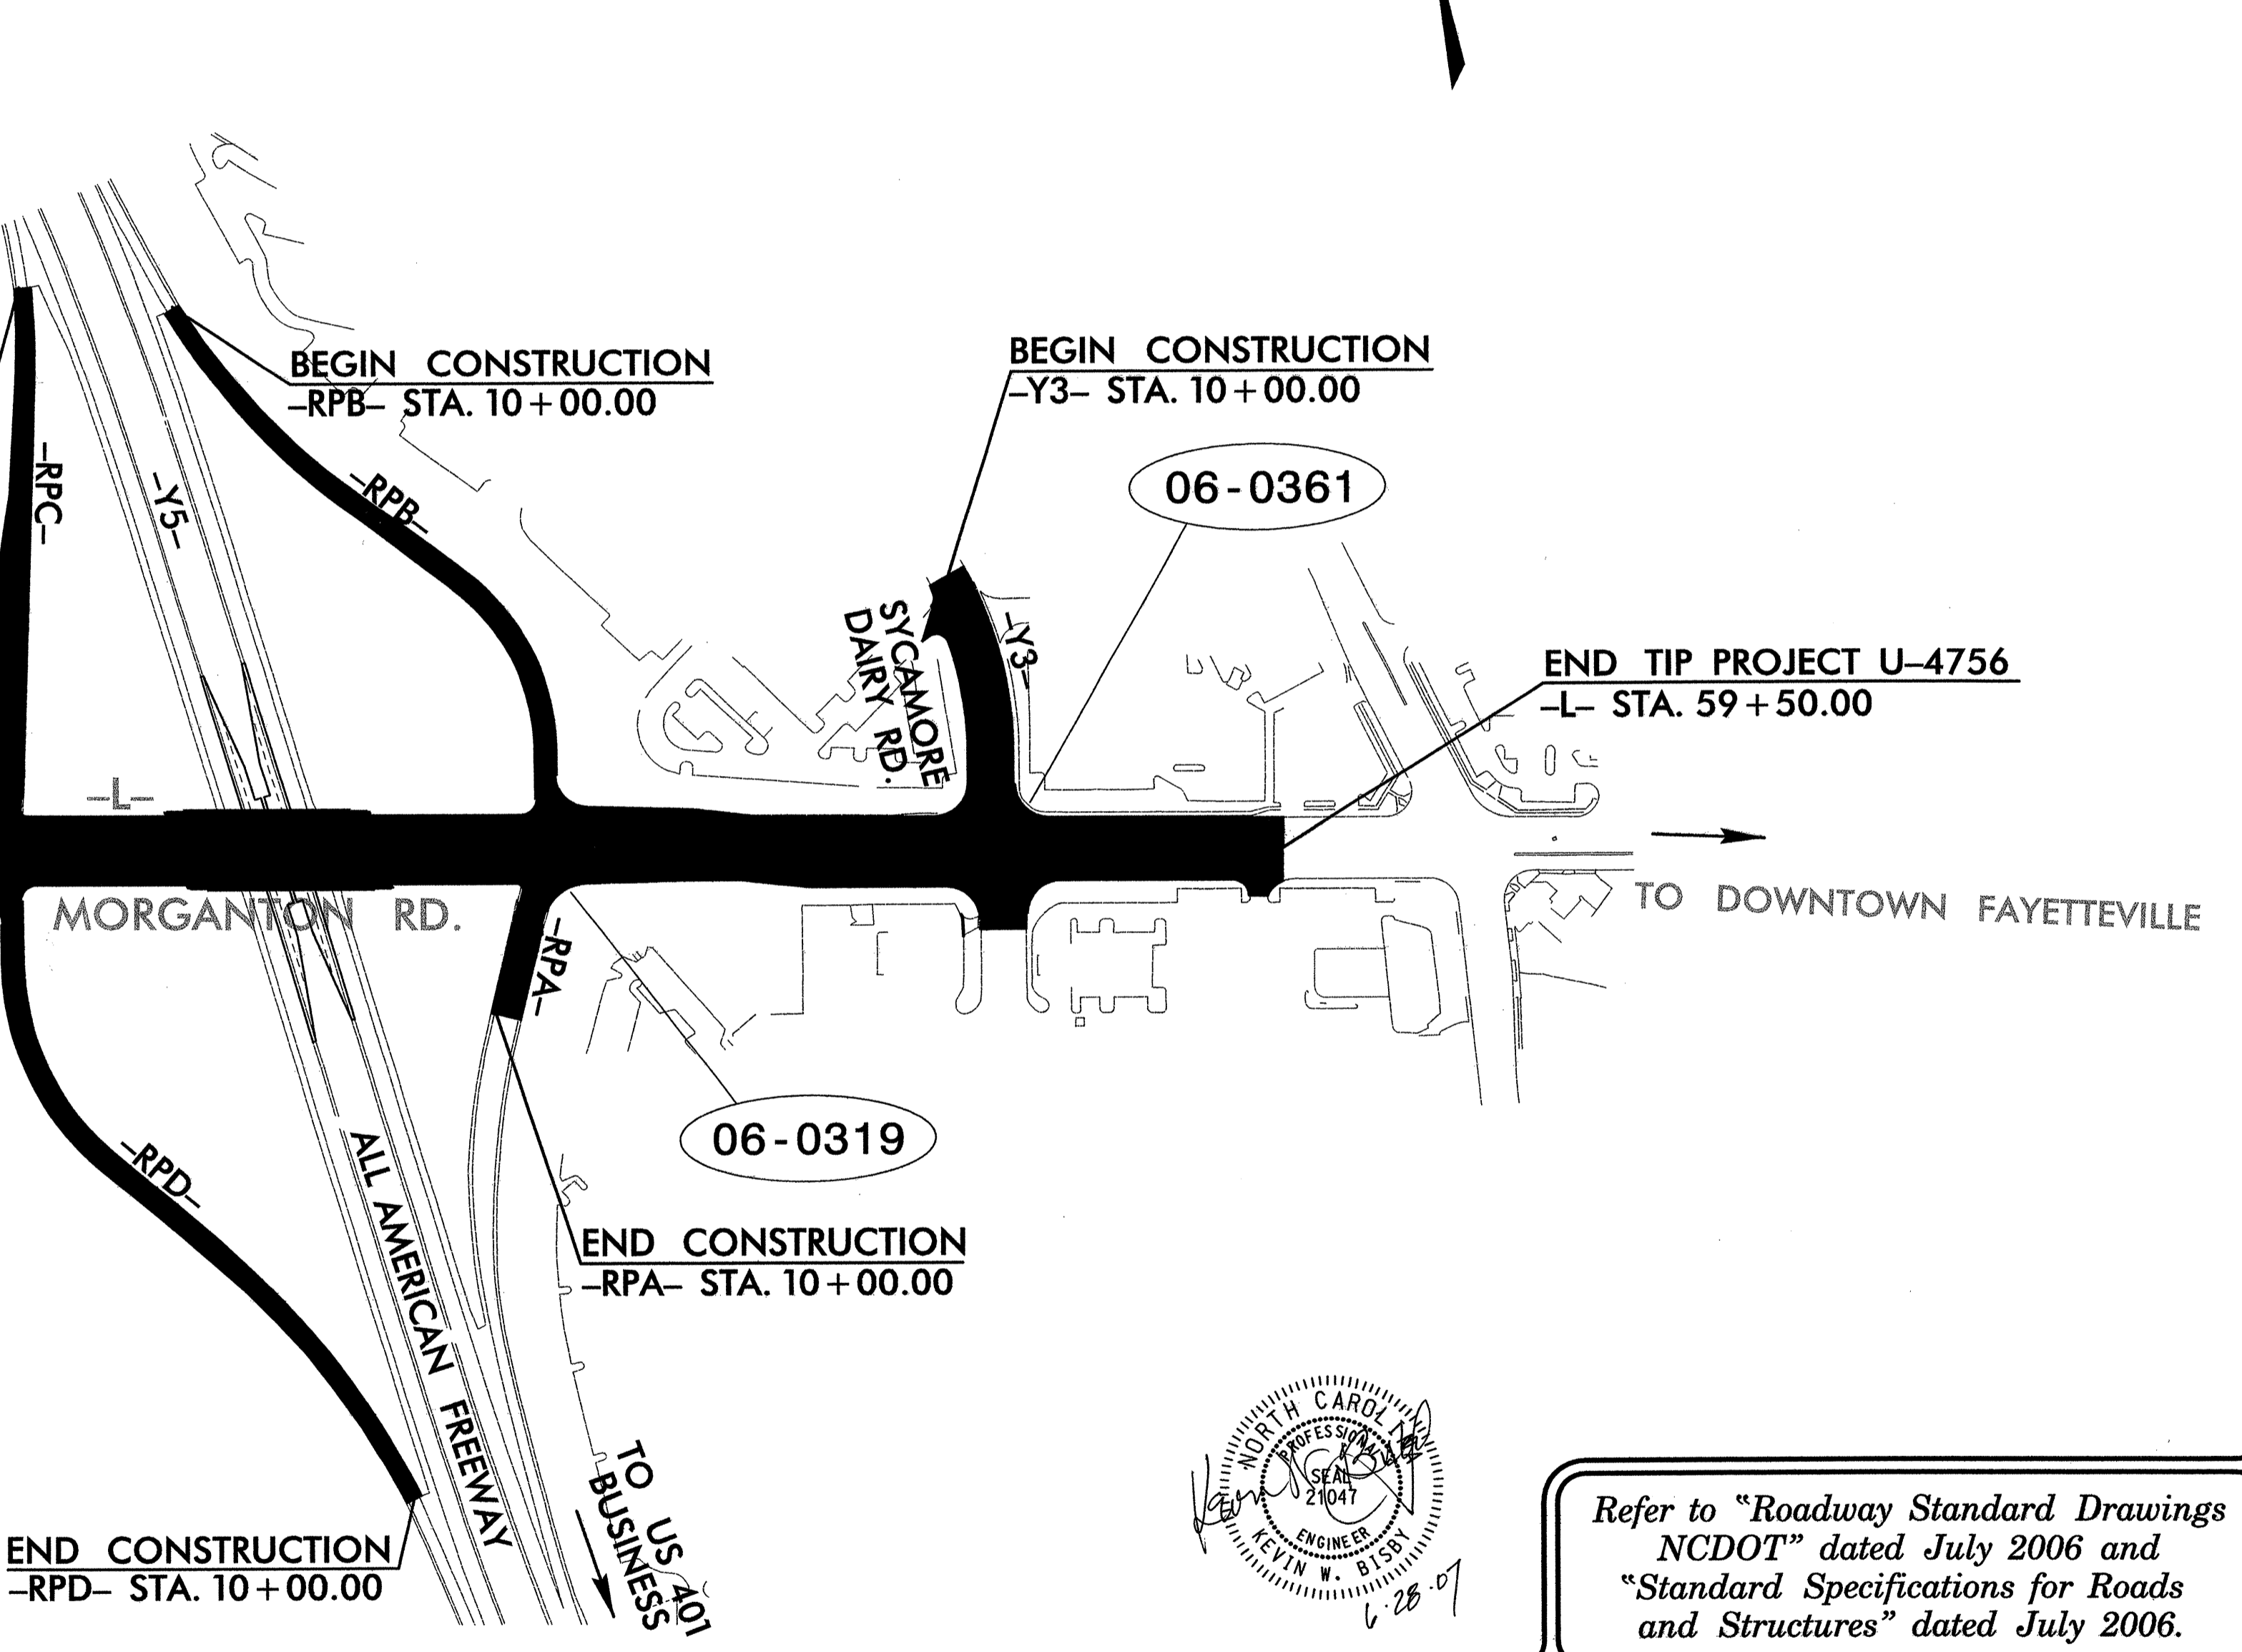 BEGIN CONSTRUCTION
-RPB- STA. 10+00.00
BEGIN CONSTRUCTION
-Y3- STA. 10+00.00
06-0361
-RPC-
-Y5-
-RPB-
SYCAMORE
DAIRY RD.
-Y3-
END TIP PROJECT U-4756
-L- STA. 59+50.00
-L-
MORGANTON RD.
TO DOWNTOWN FAYETTEVILLE
-RPA-
06-0319
-RPD-
ALL AMERICAN FREEWAY
END CONSTRUCTION
-RPA- STA. 10+00.00
TO US 401
BUSINESS
END CONSTRUCTION
-RPD- STA. 10+00.00
NORTH CAROLI
PROFESSIONAL
SEAL
21047
ENGINEER
KEVIN W. BISBY
6-28-07
Refer to "Roadway Standard Drawings
NCDOT" dated July 2006 and
"Standard Specifications for Roads
and Structures" dated July 2006.